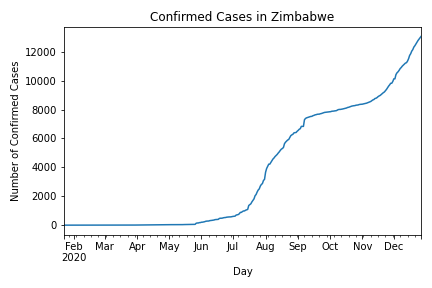 Confirmed Cases in Zimbabwe
Number of Confirmed Cases
12000
10000
8000
6000
4000
2000
0
Feb Mar Apr May Jun Jul Aug Sep Oct Nov Dec
2020
Day